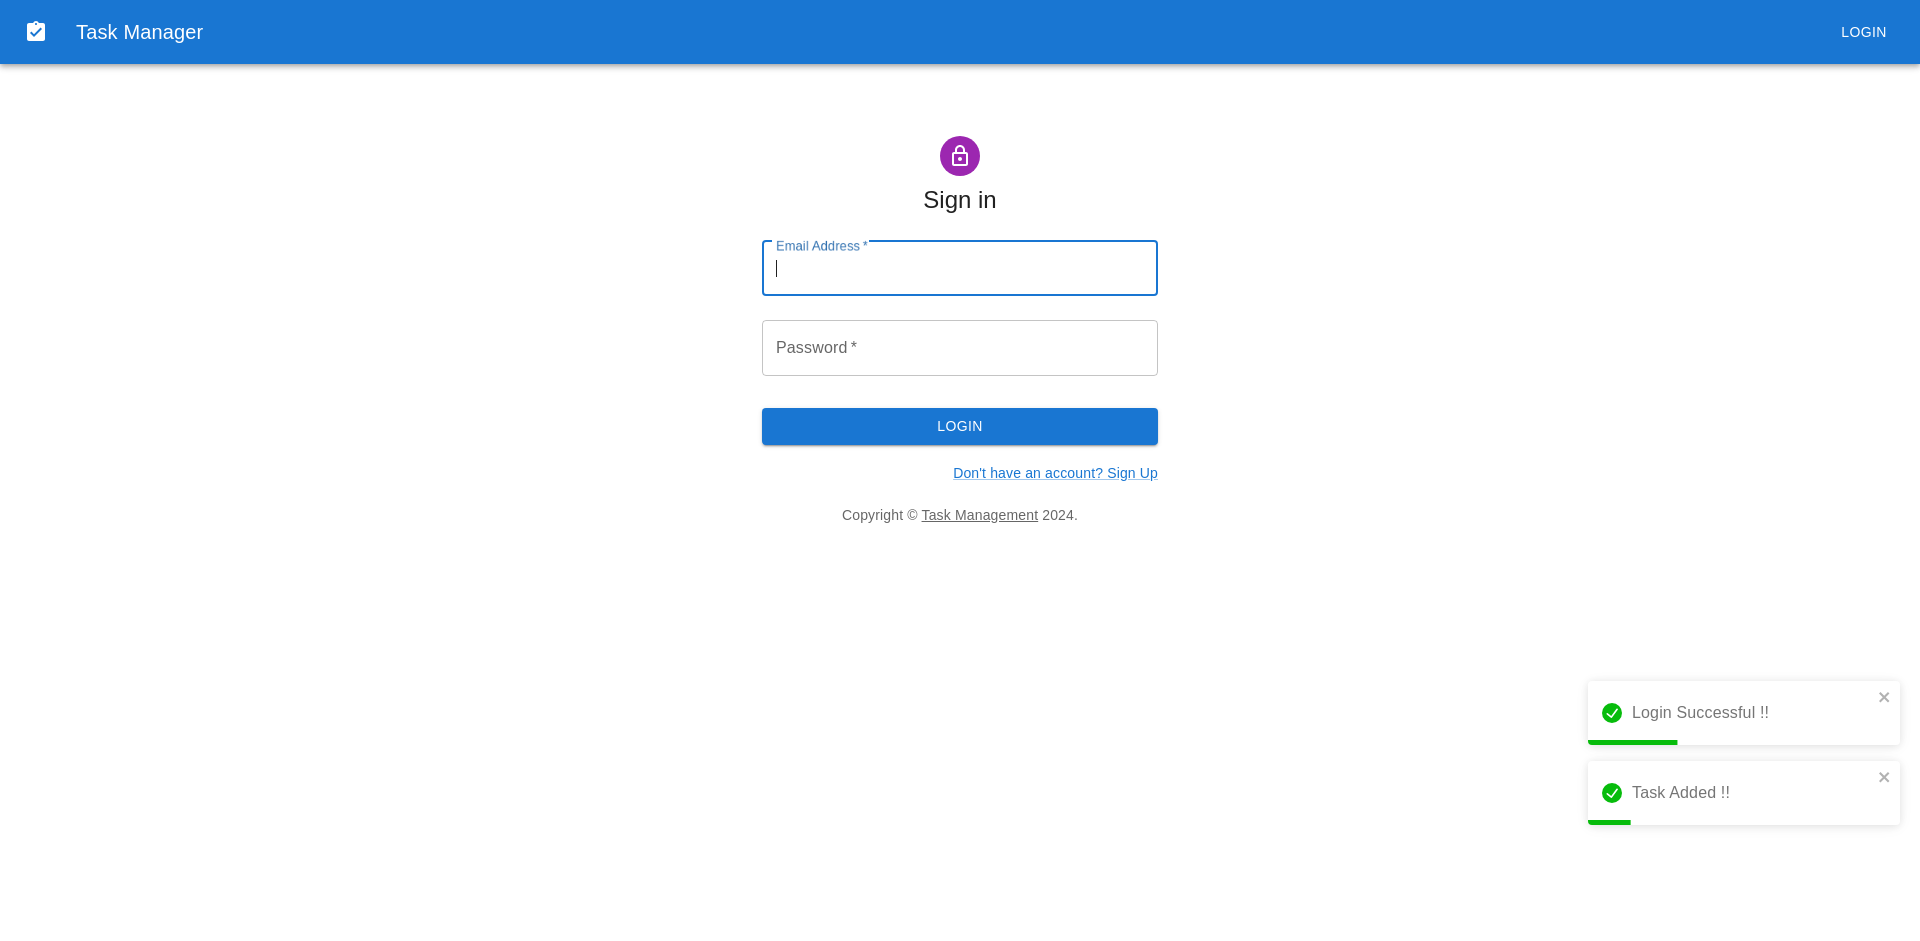 Task Manager
LOGIN
Sign in
Email Address *
Password *
LOGIN
Don't have an account? Sign Up
Copyright © Task Management 2024.
Login Successful !!
Task Added !!